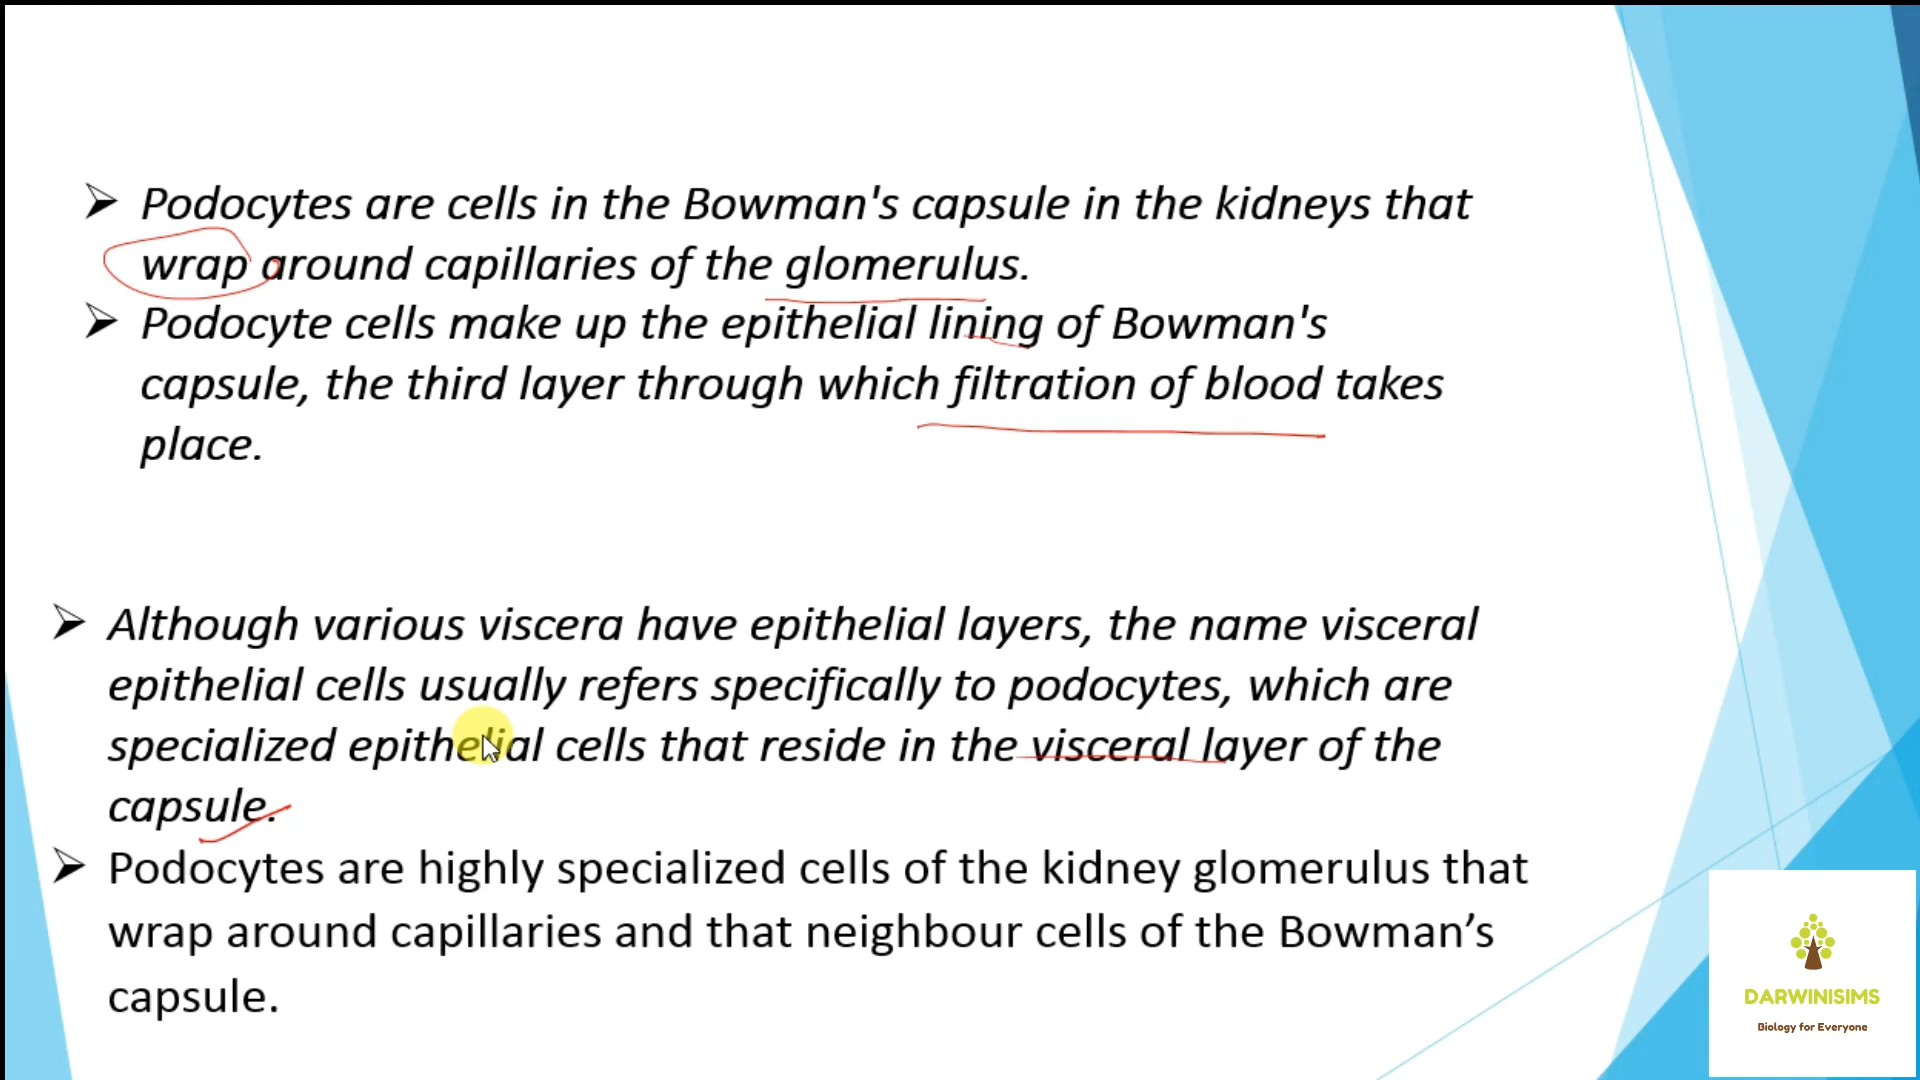 Podocytes are cells in the Bowman's capsule in the kidneys that
wrap around capillaries of the glomerulus.
Podocyte cells make up the epithelial lining of Bowman's
capsule, the third layer through which filtration of blood takes
place.
Although various viscera have epithelial layers, the name visceral
epithelial cells usually refers specifically to podocytes, which are
specialized epithelial cells that reside in the visceral layer of the
capsule.
Podocytes are highly specialized cells of the kidney glomerulus that
wrap around capillaries and that neighbour cells of the Bowman’s
capsule.
DARWINISIMS
Biology for Everyone